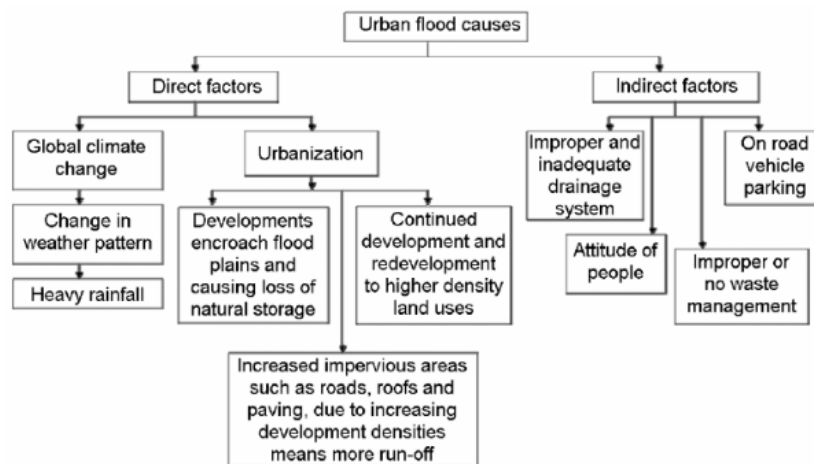 Urban flood causes
Direct factors
Indirect factors
Global climate
change
Urbanization
Improper and
inadequate
drainage
system
On road
vehicle
parking
Change in
weather pattern
Developments
encroach flood
plains and
causing loss of
natural storage
Continued
development and
redevelopment
to higher density
land uses
Attitude of
people
Improper or
no waste
management
Heavy rainfall
Increased impervious areas
such as roads, roofs and
paving, due to increasing
development densities
means more run-off